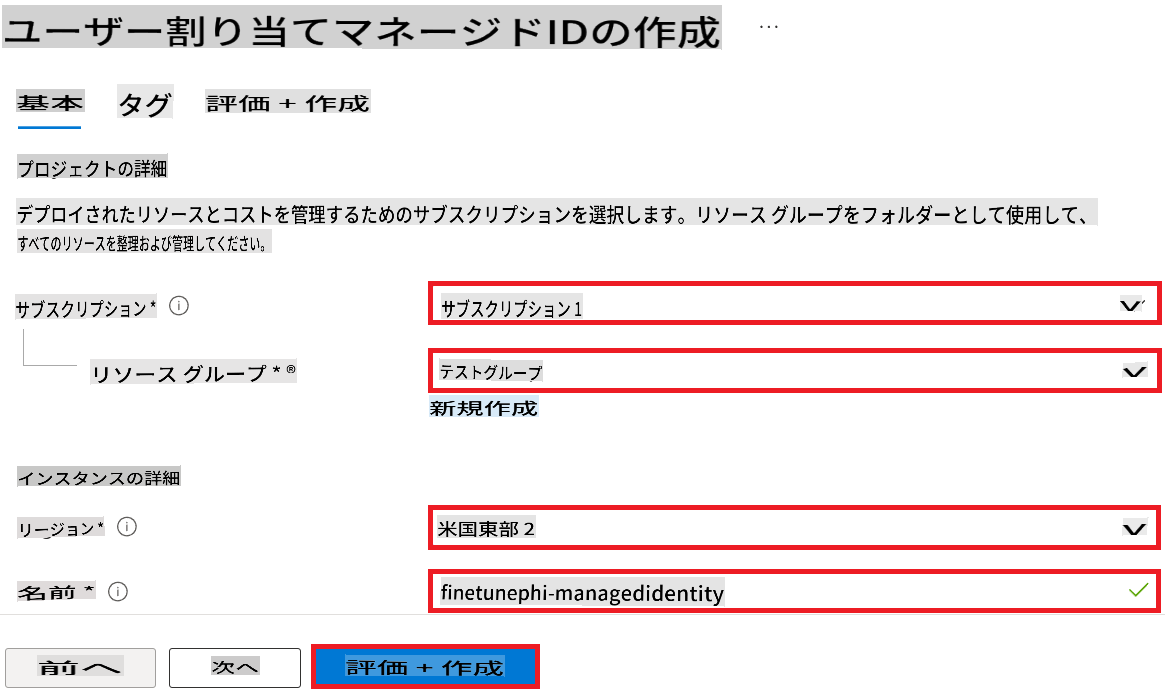 ユーザー割り当てマネージドIDの作成 …
基本 タグ 評価 + 作成
プロジェクトの詳細
デプロイされたリソースとコストを管理するためのサブスクリプションを選択します。リソース グループをフォルダーとして使用して、
すべてのリソースを整理および管理してください。
サブスクリプション *
サブスクリプション 1
リソース グループ * ®
テストグループ
新規作成
インスタンスの詳細
リージョン *
米国東部 2
名前 *
finetunephi-managedidentity
前へ 次へ 評価 + 作成